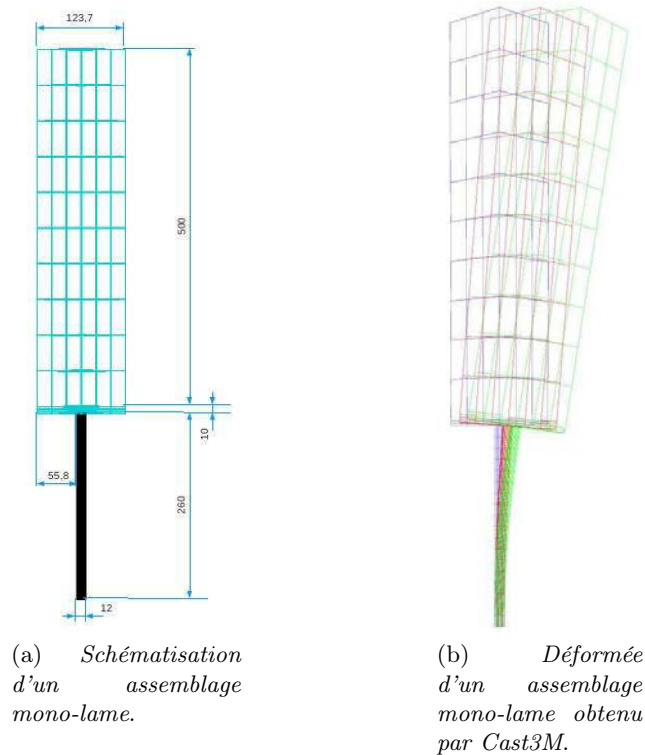 123,7
500
10
55,8
260
12
(a) Schématisation
d'un assemblage
mono-lame.
(b) Déformée
d'un assemblage
mono-lame obtenu
par Cast3M.